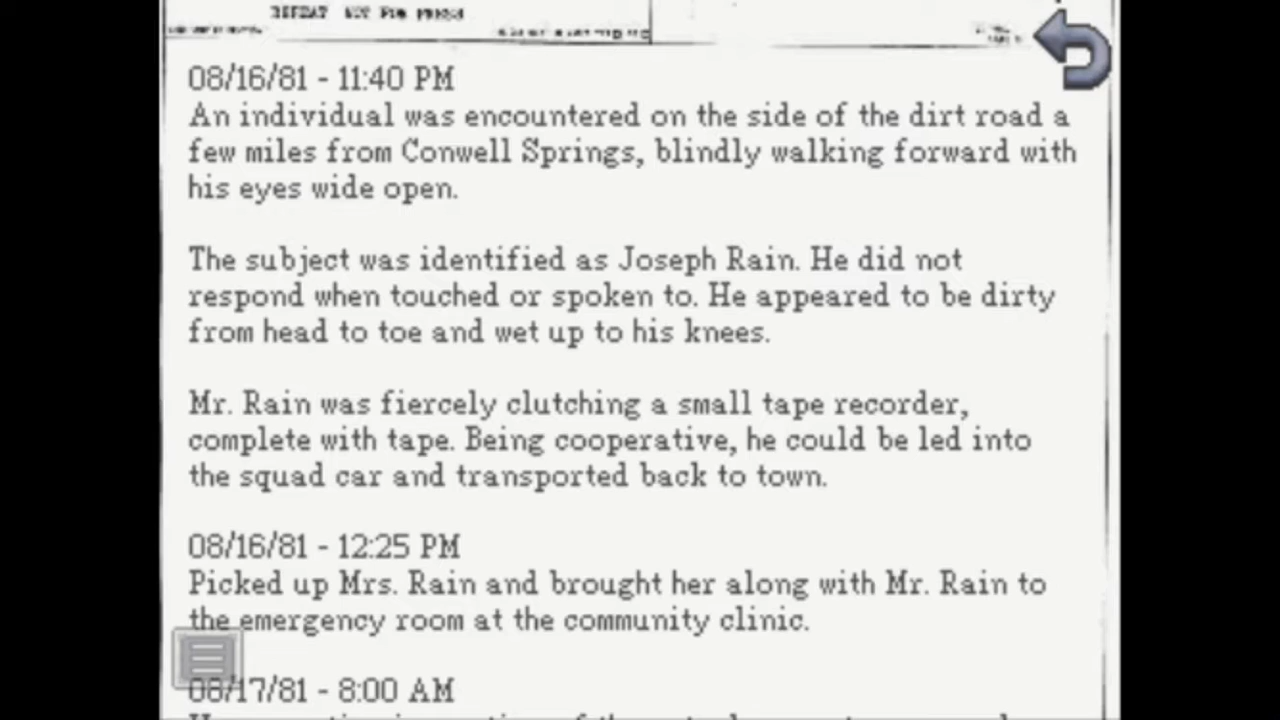 08/16/81 - 11:40 PM
An individual was encountered on the side of the dirt road a
few miles from Conwell Springs, blindly walking forward with
his eyes wide open.
The subject was identified as Joseph Rain. He did not
respond when touched or spoken to. He appeared to be dirty
from head to toe and wet up to his knees.
Mr. Rain was fiercely clutching a small tape recorder,
complete with tape. Being cooperative, he could be led into
the squad car and transported back to town.
08/16/81 - 12:25 PM
Picked up Mrs. Rain and brought her along with Mr. Rain to
the emergency room at the community clinic.
08/17/81 - 8:00 AM